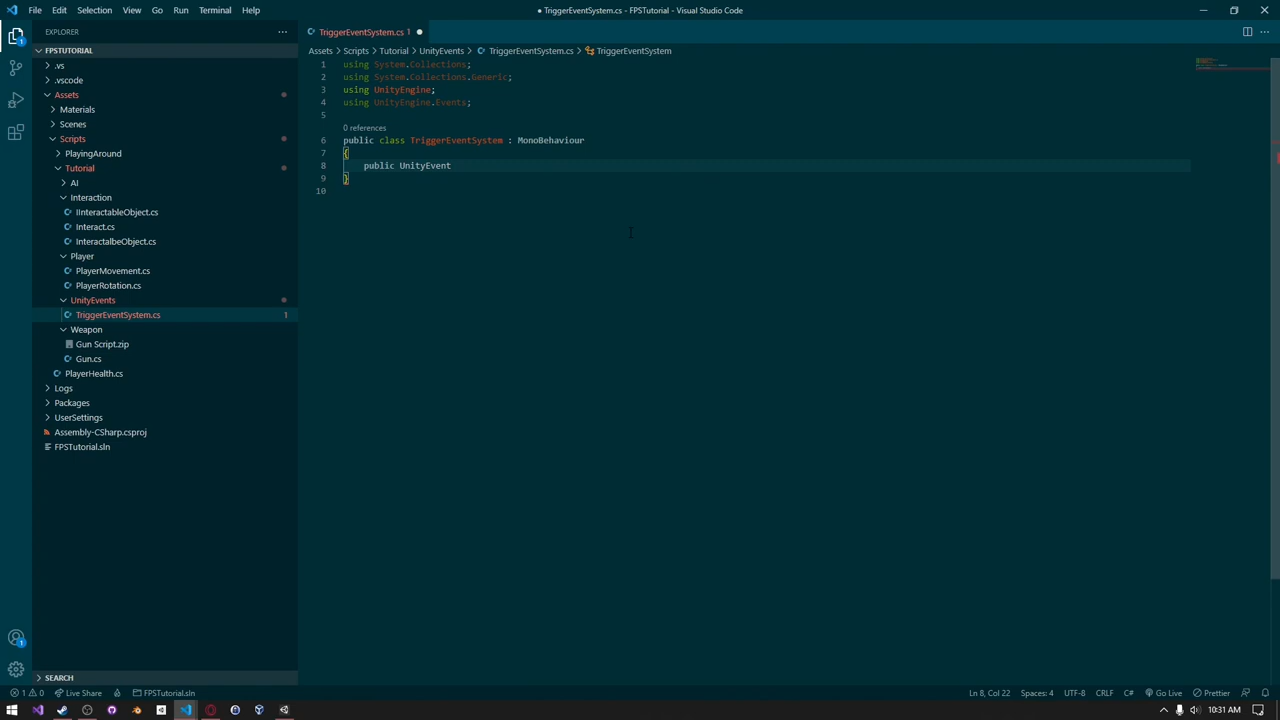 File Edit Selection View Go Run Terminal Help
● TriggerEventSystem.cs - FPSTutorial - Visual Studio Code
EXPLORER
FPSTUTORIAL
.vs
.vscode
Assets
Materials
Scenes
Scripts
PlayingAround
Tutorial
AI
Interaction
IInteractableObject.cs
Interact.cs
InteractalbeObject.cs
Player
PlayerMovement.cs
PlayerRotation.cs
UnityEvents
TriggerEventSystem.cs 1
Weapon
Gun Script.zip
Gun.cs
PlayerHealth.cs
Logs
Packages
UserSettings
Assembly-CSharp.csproj
FPSTutorial.sln
SEARCH
TriggerEventSystem.cs 1 ●
Assets > Scripts > Tutorial > UnityEvents > TriggerEventSystem.cs > TriggerEventSystem
1 using System.Collections;
2 using System.Collections.Generic;
3 using UnityEngine;
4 using UnityEngine.Events;
5
0 references
6 public class TriggerEventSystem : MonoBehaviour
7 {
8 public UnityEvent
9 }
10
1
1 0 Live Share FPSTutorial.sln
Ln 8, Col 22 Spaces: 4 UTF-8 CRLF C# Go Live Prettier
10:31 AM